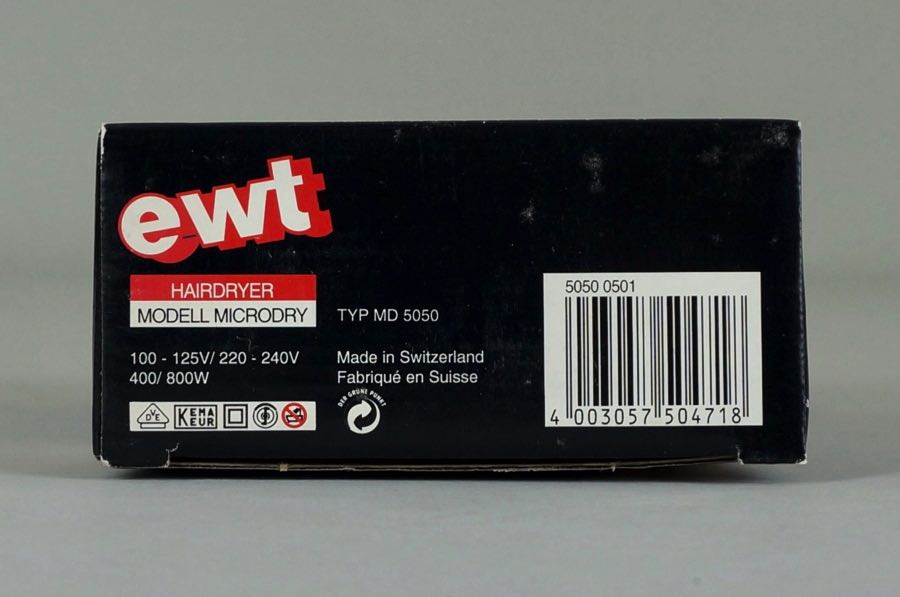 ewt
HAIRDRYER
MODELL MICRODRY
TYP MD 5050
100 - 125V/ 220 - 240V
400/ 800W
Made in Switzerland
Fabriqué en Suisse
DVE
KEMA
KEUR
DER GRÜNE PUNKT
5050 0501
4 003057 504718